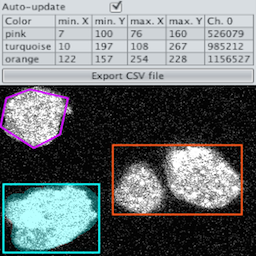 Auto-update
color min. X min. Y max. X max. Y Ch. 0
pink 7 100 76 160 526079
turquoise 10 197 108 267 985212
orange 122 157 254 228 1156527
Export CSV file